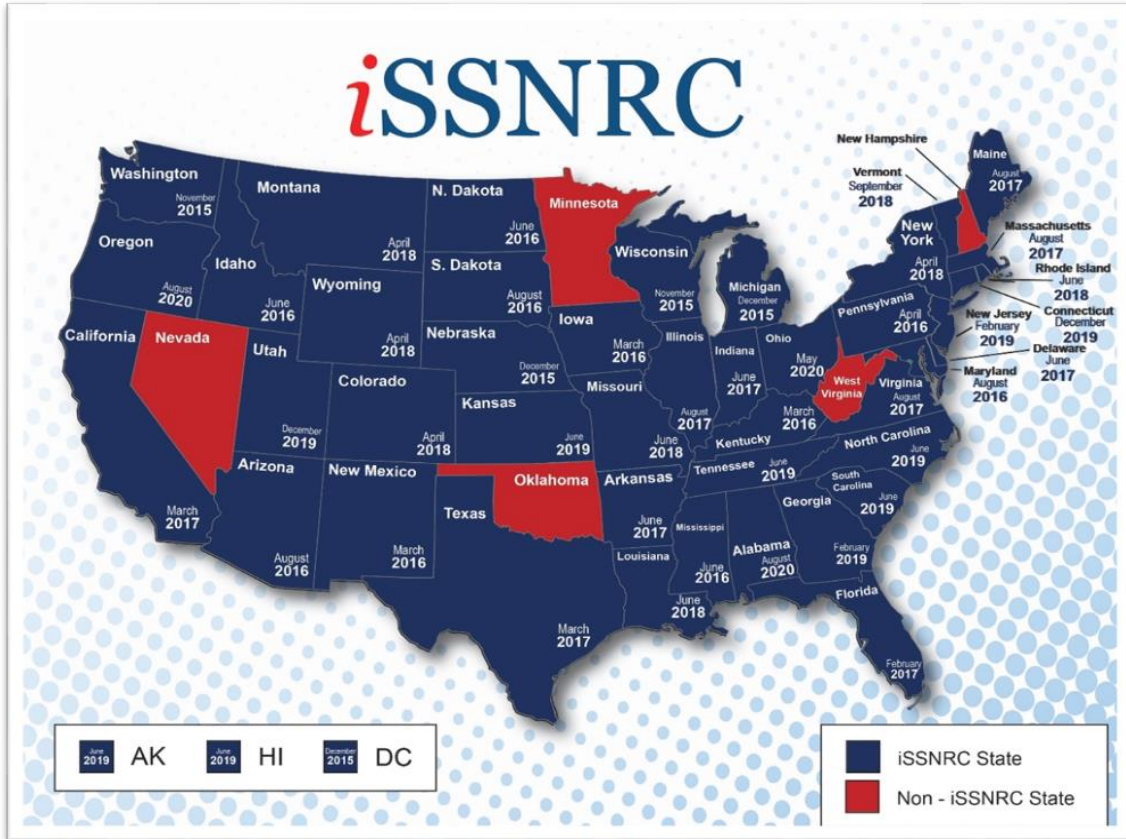 iSSNRC
Washington
November
2015
Oregon
August
2020
California
March
2017
Nevada
Idaho
June
2016
Montana
April
2018
Wyoming
April
2018
Utah
December
2019
Arizona
August
2016
Colorado
April
2018
New Mexico
March
2016
N. Dakota
June
2016
S. Dakota
August
2016
Nebraska
December
2015
Kansas
June
2019
Oklahoma
Texas
March
2017
Minnesota
Iowa
March
2016
Missouri
June
2018
Arkansas
June
2017
Louisiana
June
2018
Wisconsin
November
2015
Illinois
August
2017
Michigan
December
2015
Indiana
June
2017
Ohio
May
2020
Kentucky
March
2016
Tennessee
June
2019
Mississippi
June
2016
Alabama
August
2020
Georgia
February
2019
Florida
February
2017
South
Carolina
June
2019
North Carolina
June
2019
Virginia
August
2017
West
Virginia
Pennsylvania
April
2016
New
York
April
2018
Vermont
September
2018
New Hampshire
Maine
August
2017
Massachusetts
August
2017
Rhode Island
June
2018
Connecticut
December
2019
New Jersey
February
2019
Delaware
June
2017
Maryland
August
2016
June
2019
AK
June
2019
HI
December
2015
DC
iSSNRC State
Non - iSSNRC State